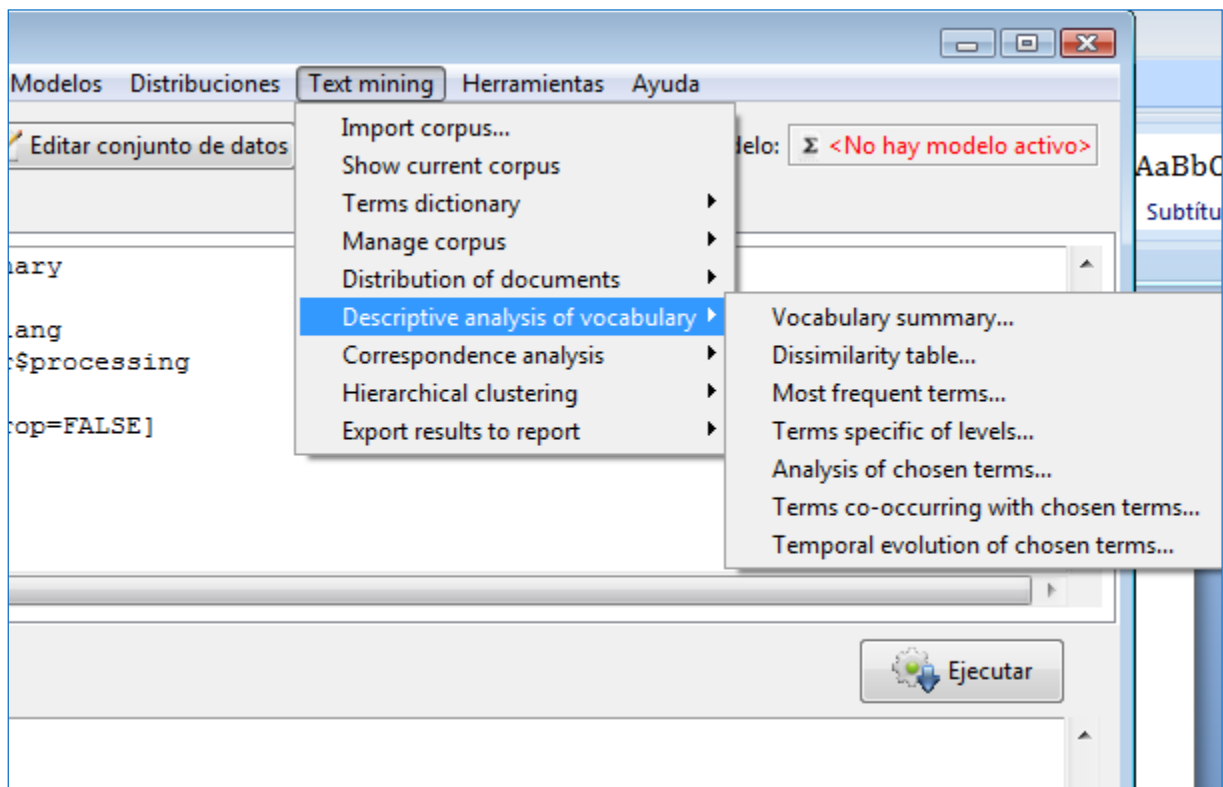 Modelos Distribuciones Text mining Herramientas Ayuda
Editar conjunto de datos
delo: Σ <No hay modelo activo>
Import corpus...
Show current corpus
Terms dictionary
Manage corpus
Distribution of documents
Descriptive analysis of vocabulary
Correspondence analysis
Hierarchical clustering
Export results to report
Vocabulary summary...
Dissimilarity table...
Most frequent terms...
Terms specific of levels...
Analysis of chosen terms...
Terms co-occurring with chosen terms...
Temporal evolution of chosen terms...
ary
lang
$processing
op=FALSE]
Ejecutar
AaBbC
Subtítu